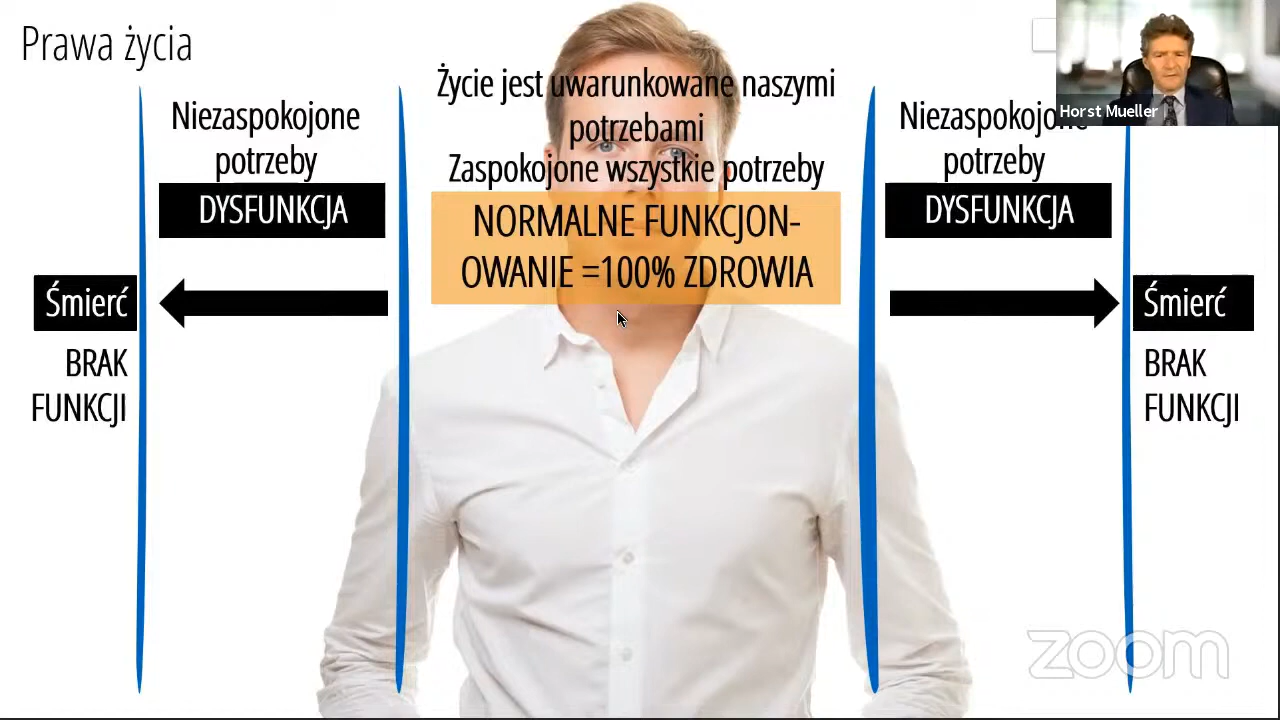 Prawa życia
Horst Mueller
Życie jest uwarunkowane naszymi
potrzebami
Zaspokojone wszystkie potrzeby
NORMALNE FUNKCJON-
OWANIE =100% ZDROWIA
Niezaspokojone
potrzeby
DYSFUNKCJA
Śmierć
BRAK
FUNKCJI
Niezaspokojone
potrzeby
DYSFUNKCJA
Śmierć
BRAK
FUNKCJI
zoom